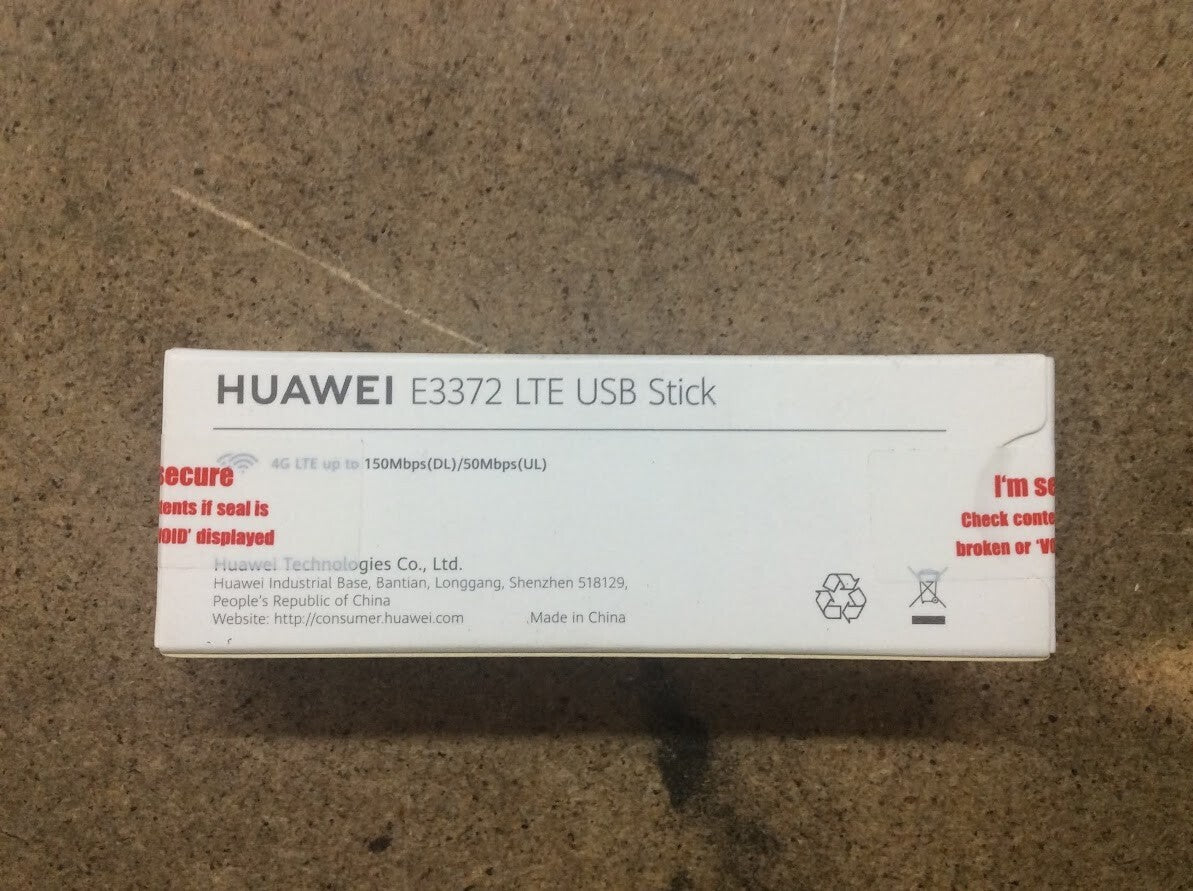 HUAWEI E3372 LTE USB Stick
4G LTE up to 150Mbps(DL)/50Mbps(UL)
secure
tents if seal is
OID' displayed
I'm se
Check conte
broken or 'VO
Huawei Technologies Co., Ltd.
Huawei Industrial Base, Bantian, Longgang, Shenzhen 518129,
People's Republic of China
Website: http://consumer.huawei.com
Made in China